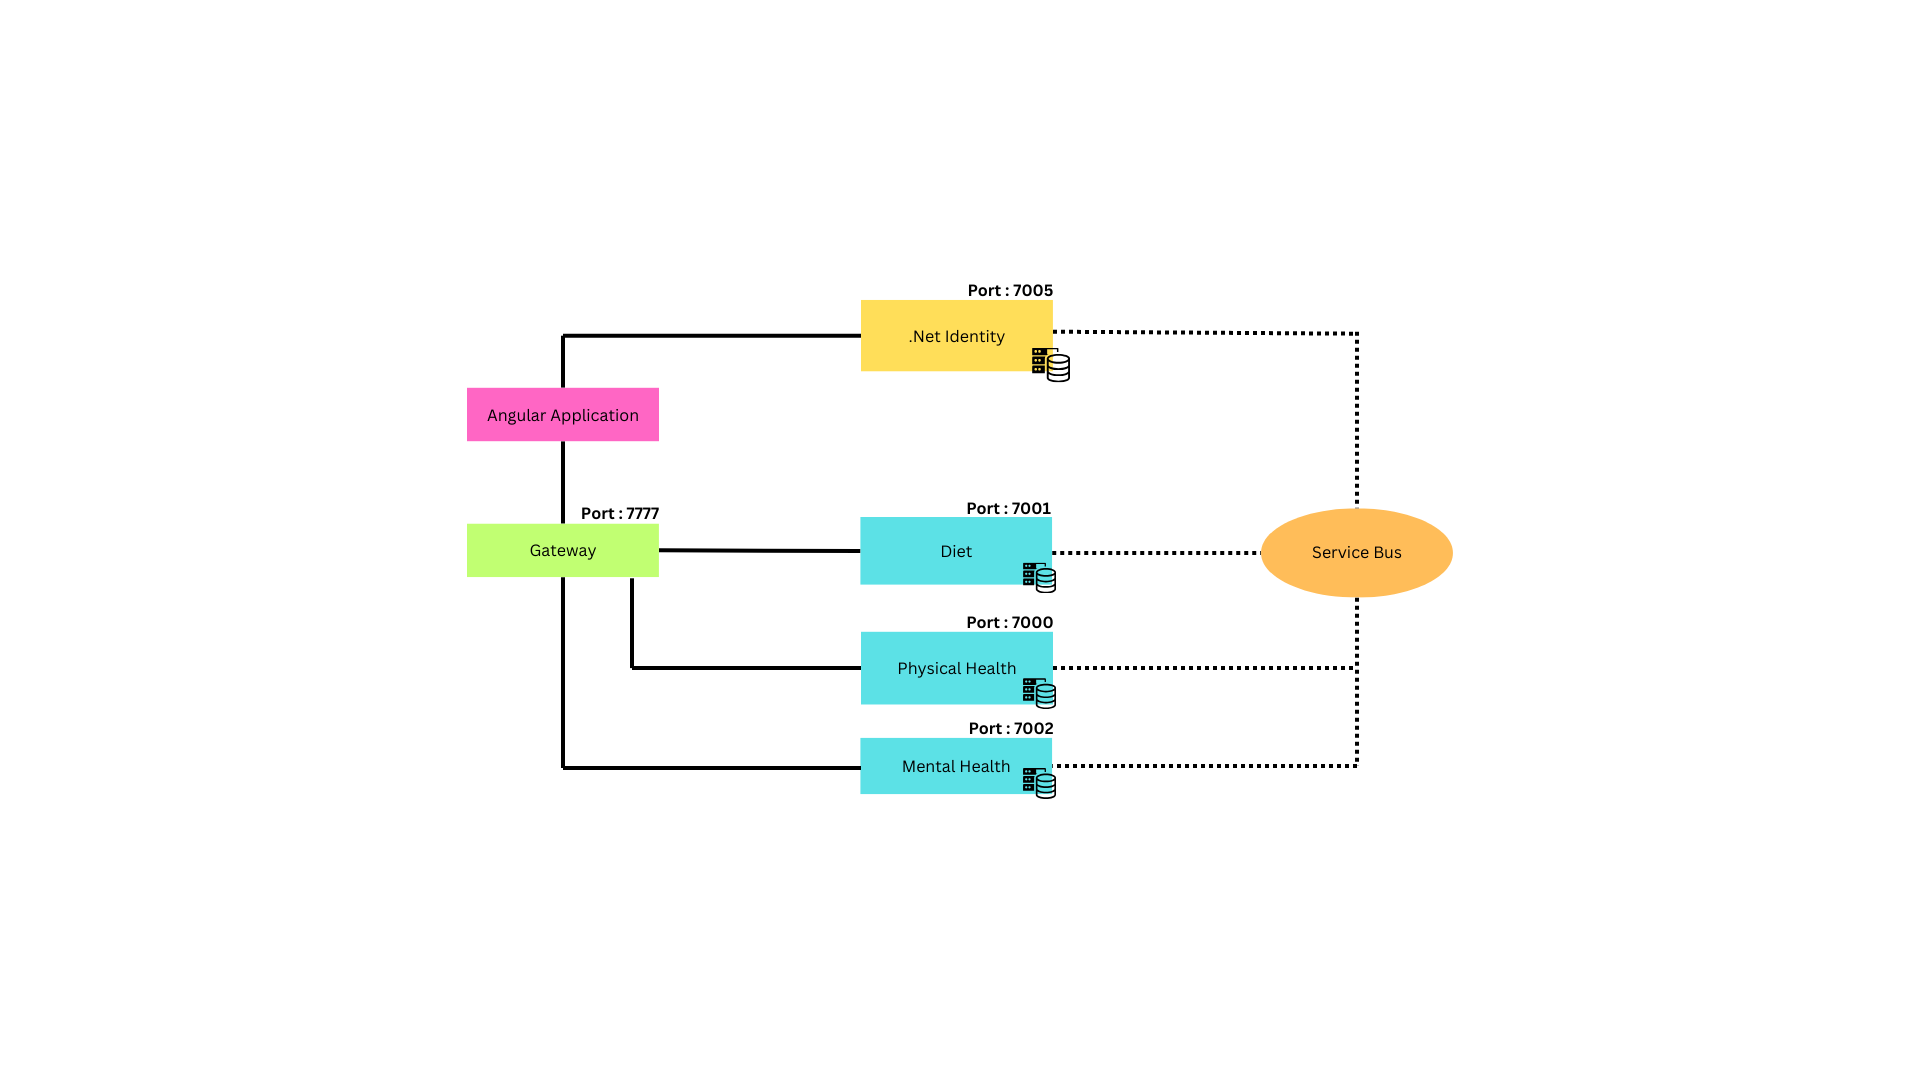 Port : 7005
.Net Identity
Angular Application
Port : 7777
Gateway
Port : 7001
Diet
Service Bus
Port : 7000
Physical Health
Port : 7002
Mental Health